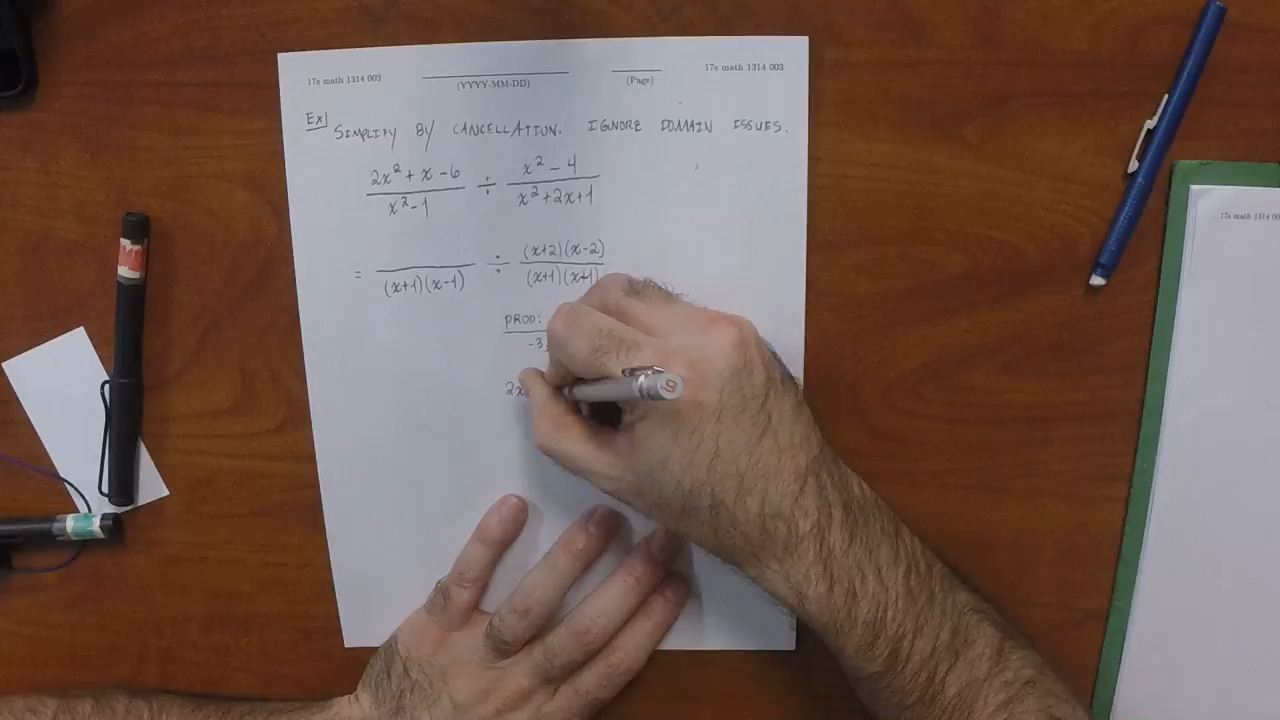 17s math 1314 003 (YYYY-MM-DD) (Page) 17s math 1314 003
Ex1 SIMPLIFY BY CANCELLATION. IGNORE DOMAIN ISSUES.
2x² + x - 6 x² - 4
÷
x² - 1 x² + 2x + 1
(x+2)(x-2)
= ÷
(x+1)(x-1) (x+1)(x+1)
PROD:
-3,
2x
17s math 1314